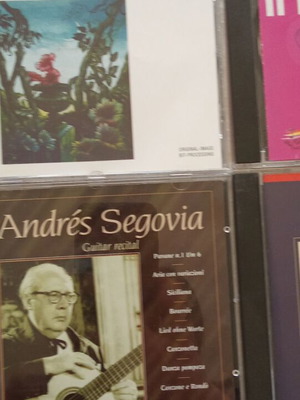 ORIGINAL IMAGE
BIT PROCESSING
Andrés Segovia
Guitar recital
Pavane n.1 Um 6
Aria con variazioni
Siciliana
Bourrée
Lied ohne Worte
Canzonetta
Danza pomposa
Canzone e Rondò